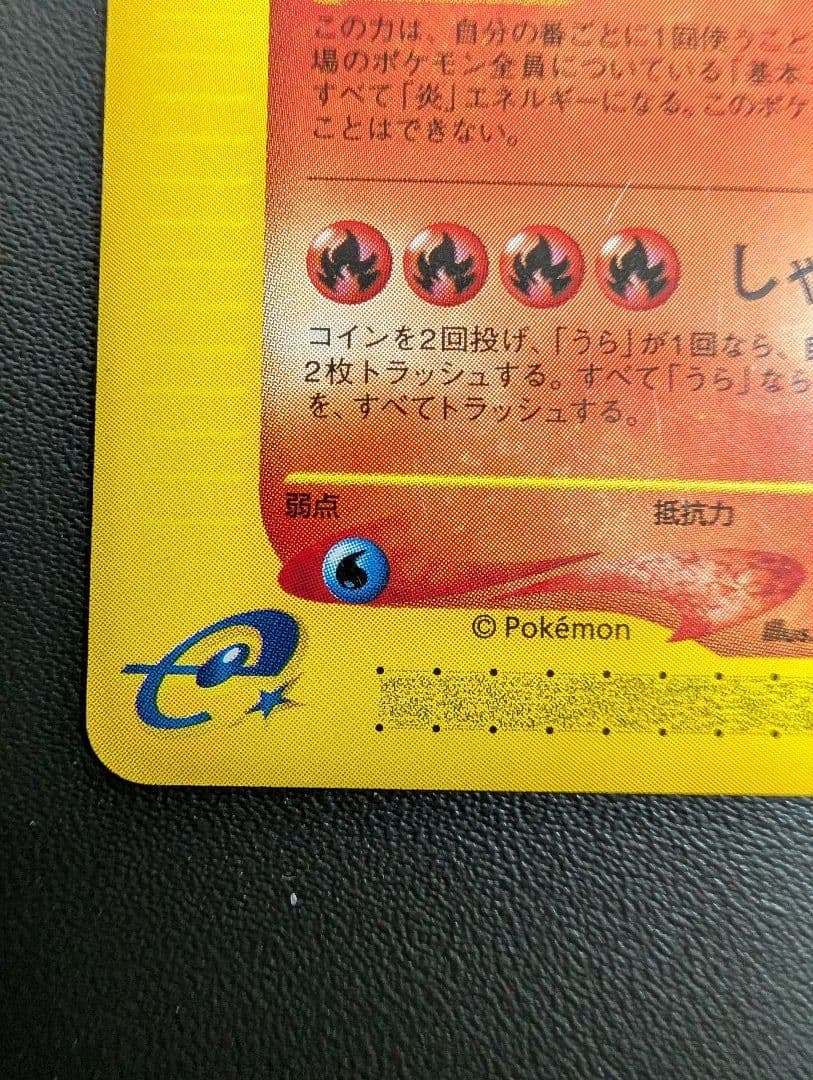 この力は、自分の番ごとに1回使うこと
場のポケモン全員についている「基本
すべて「炎」エネルギーになる。このポケ
ことはできない。
しゃ
コインを2回投げ、「うら」が1回なら、自
2枚トラッシュする。すべて「うら」なら
を、すべてトラッシュする。
弱点
抵抗力
© Pokémon
illus.